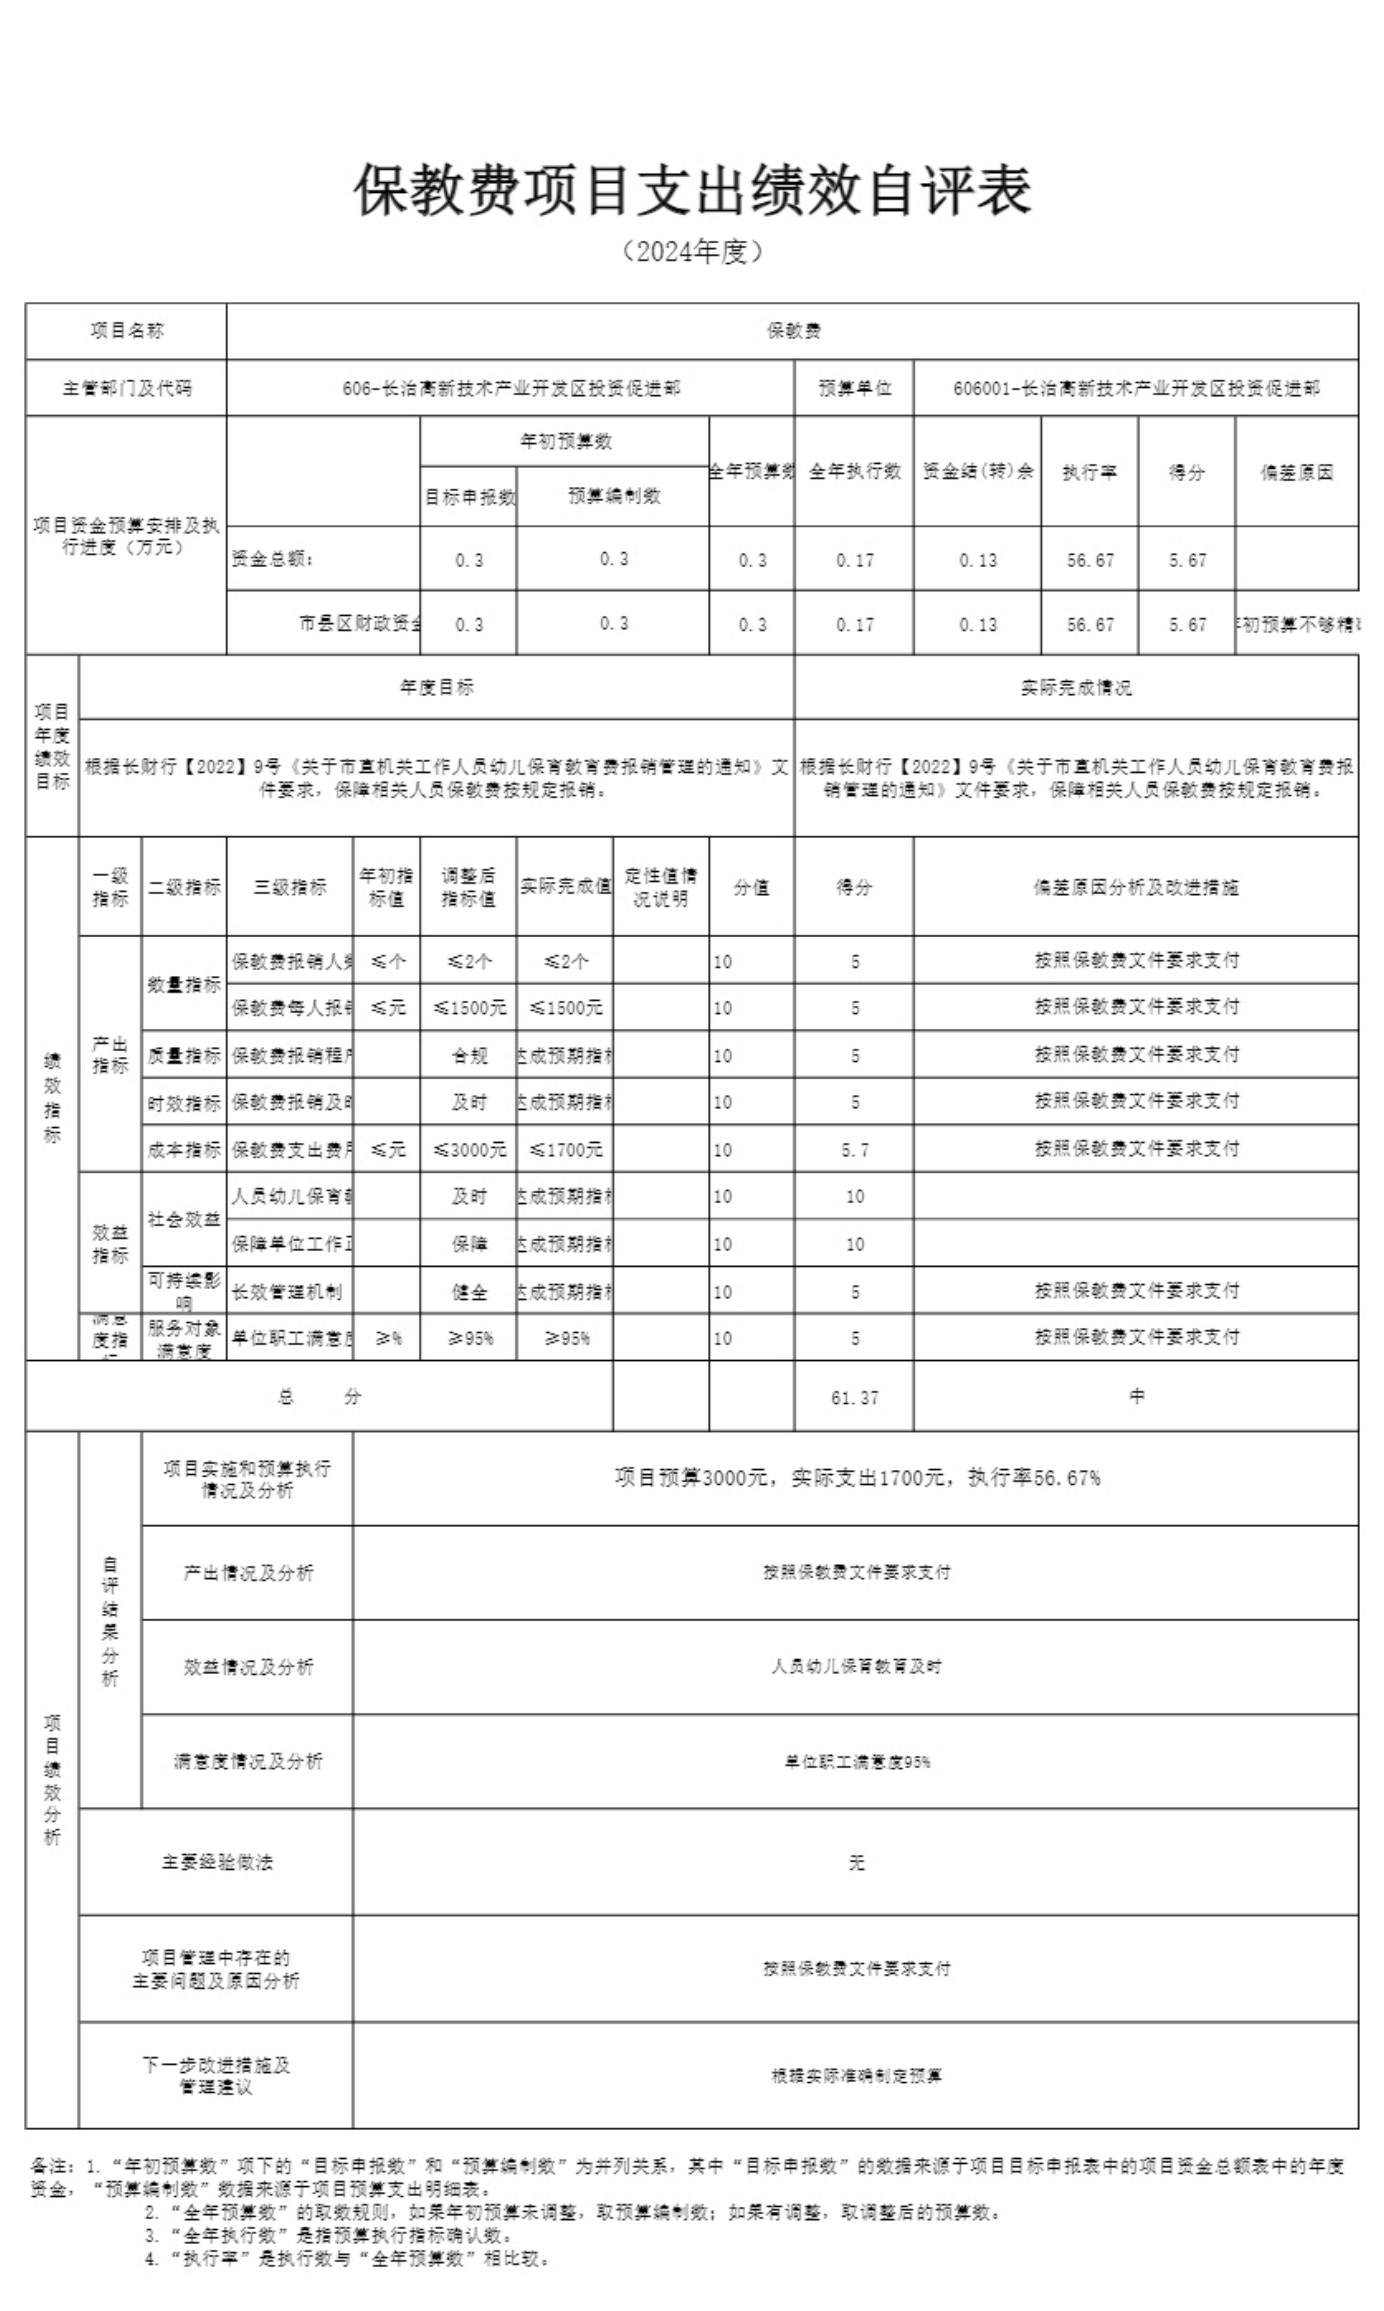 保教费项目支出绩效自评表
（2024年度）
项目名称 保教费
主管部门及代码 606-长治高新技术产业开发区投资促进部 预算单位 606001-长治高新技术产业开发区投资促进部
项目资金预算安排及执
行进度（万元）
年初预算数 全年预算数 全年执行数 资金结(转)余 执行率 得分 偏差原因
目标申报数 预算编制数
资金总额： 0.3 0.3 0.3 0.17 0.13 56.67 5.67
市县区财政资金 0.3 0.3 0.3 0.17 0.13 56.67 5.67 初预算不够精
项目
年度
绩效
目标
年度目标 实际完成情况
根据长财行【2022】9号《关于市直机关工作人员幼儿保育教育费报销管理的通知》文
件要求，保障相关人员保教费按规定报销。
根据长财行【2022】9号《关于市直机关工作人员幼儿保育教育费报
销管理的通知》文件要求，保障相关人员保教费按规定报销。
绩
效
指
标
一级
指标
二级指标 三级指标
年初指
标值
调整后
指标值
实际完成值
定性值情
况说明
分值 得分 偏差原因分析及改进措施
产出
指标
数量指标 保教费报销人数 ≤个 ≤2个 ≤2个 10 5 按照保教费文件要求支付
保教费每人报销 ≤元 ≤1500元 ≤1500元 10 5 按照保教费文件要求支付
质量指标 保教费报销程序 合规 达成预期指标 10 5 按照保教费文件要求支付
时效指标 保教费报销及时 及时 达成预期指标 10 5 按照保教费文件要求支付
成本指标 保教费支出费用 ≤元 ≤3000元 ≤1700元 10 5.7 按照保教费文件要求支付
效益
指标
社会效益 人员幼儿保育教 及时 达成预期指标 10 10
保障单位工作正 保障 达成预期指标 10 10
可持续影
响
长效管理机制 健全 达成预期指标 10 5 按照保教费文件要求支付
满意
度指
标
服务对象
满意度
单位职工满意度 ≥% ≥95% ≥95% 10 5 按照保教费文件要求支付
总 分 61.37 中
项
目
绩
效
分
析
自
评
结
果
分
析
项目实施和预算执行
情况及分析
项目预算3000元，实际支出1700元，执行率56.67%
产出情况及分析 按照保教费文件要求支付
效益情况及分析 人员幼儿保育教育及时
满意度情况及分析 单位职工满意度95%
主要经验做法 无
项目管理中存在的
主要问题及原因分析
按照保教费文件要求支付
下一步改进措施及
管理建议
根据实际准确制定预算
备注：1.“年初预算数”项下的“目标申报数”和“预算编制数”为并列关系，其中“目标申报数”的数据来源于项目目标申报表中的项目资金总额表中的年度
资金，“预算编制数”数据来源于项目预算支出明细表。
2.“全年预算数”的取数规则，如果年初预算未调整，取预算编制数；如果有调整，取调整后的预算数。
3.“全年执行数”是指预算执行指标确认数。
4.“执行率”是执行数与“全年预算数”相比较。